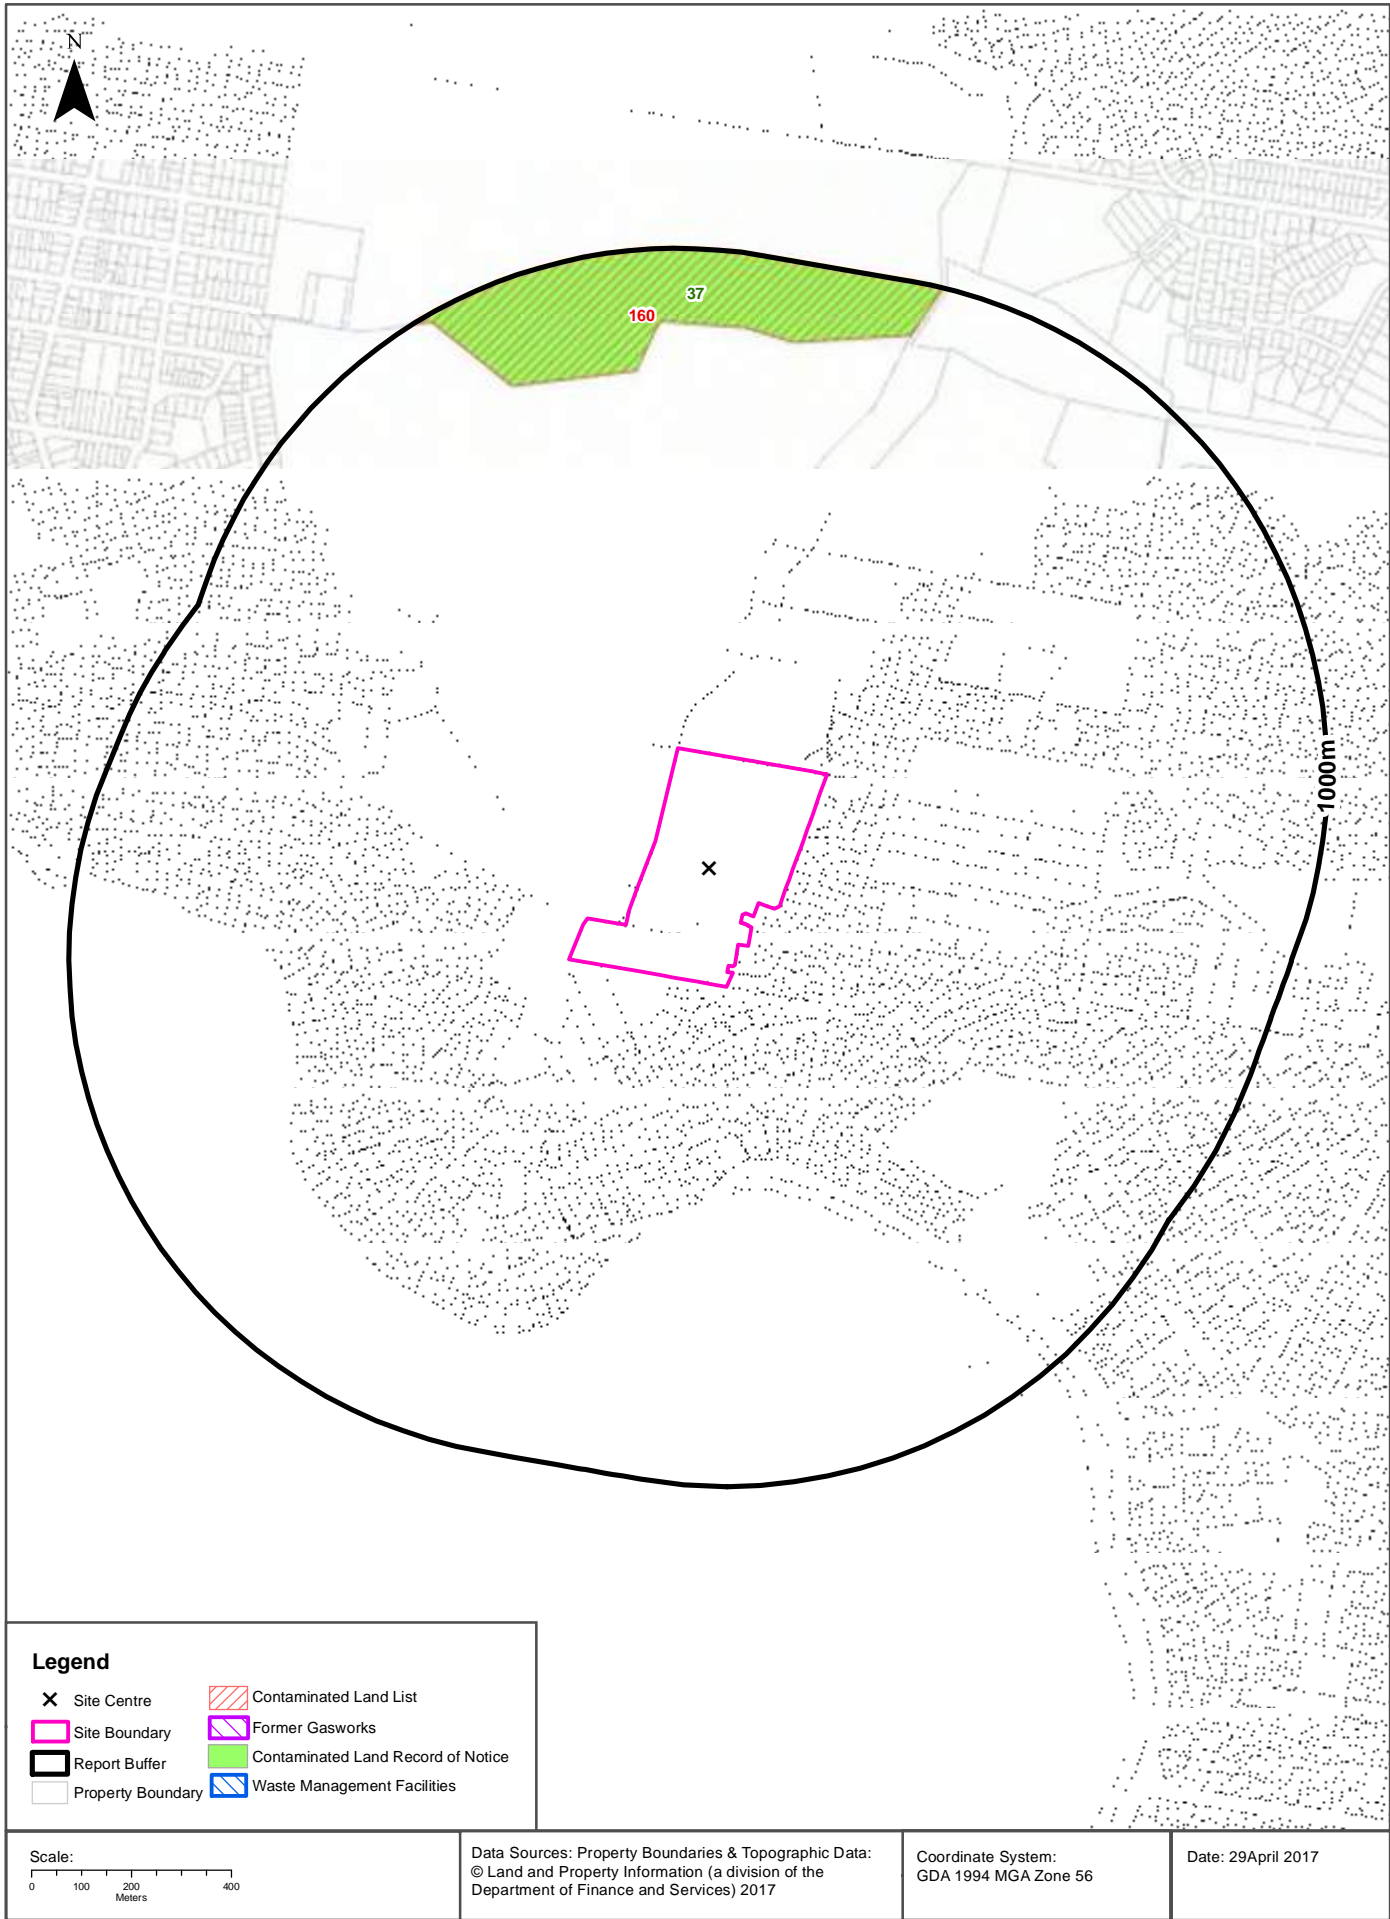 N
37
160
1000m
Legend
Site Centre
Site Boundary
Report Buffer
Property Boundary
Contaminated Land List
Former Gasworks
Contaminated Land Record of Notice
Waste Management Facilities
Scale:
0 100 200 400
Meters
Data Sources: Property Boundaries & Topographic Data:
© Land and Property Information (a division of the
Department of Finance and Services) 2017
Coordinate System:
GDA 1994 MGA Zone 56
Date: 29April 2017